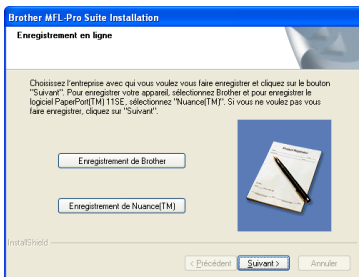 Brother MFL-Pro Suite Installation
Enregistrement en ligne
Choisissez l'entreprise avec qui vous voulez vous faire enregistrer et cliquez sur le bouton
"Suivant". Pour enregistrer votre appareil, sélectionnez Brother et pour enregistrer le
logiciel PaperPort(TM) 11SE, sélectionnez "Nuance(TM)". Si vous ne voulez pas vous
faire enregistrer, cliquez sur "Suivant".
Enregistrement de Brother
Enregistrement de Nuance(TM)
InstallShield
< Précédent
Suivant >
Annuler